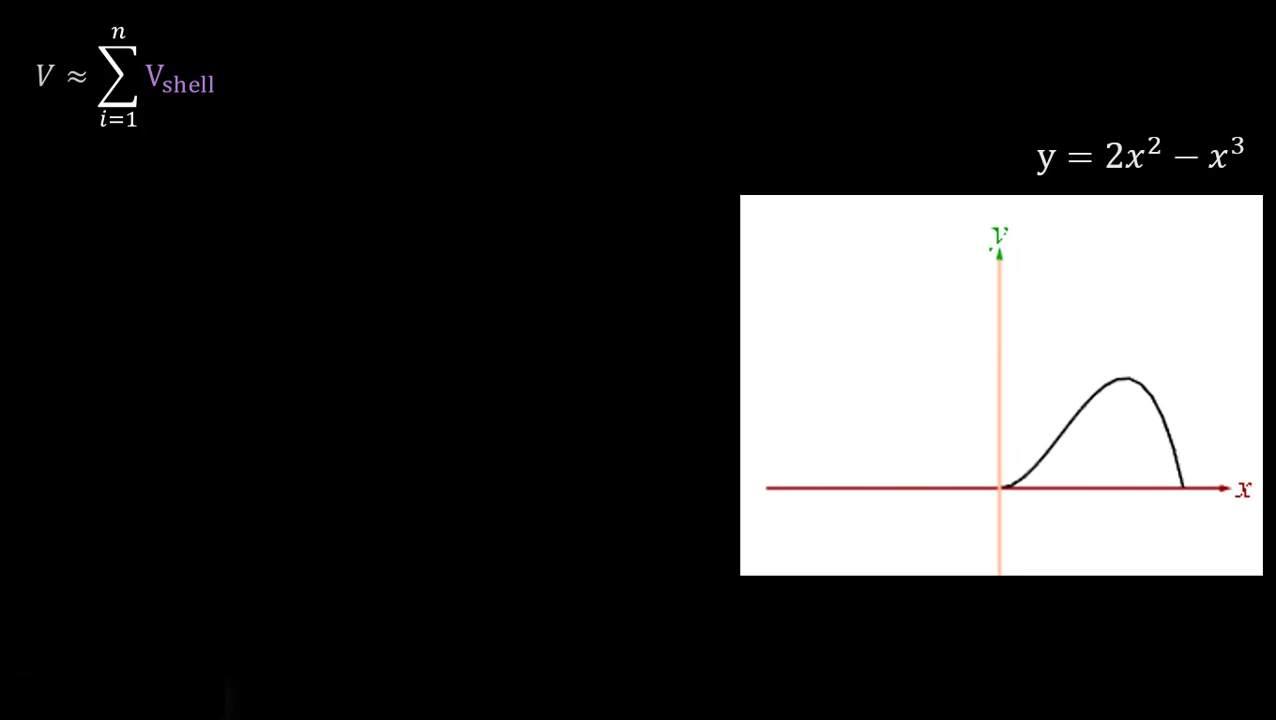 n
V ≈ ∑ V_shell
i=1
y = 2x² − x³
y
x